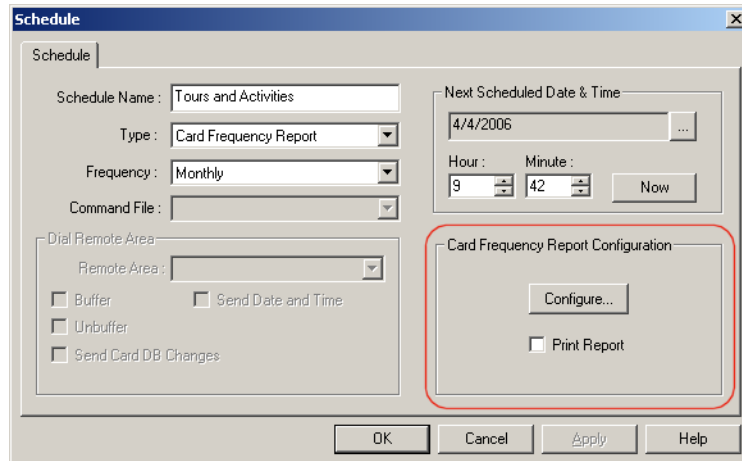 Schedule
Schedule
Schedule Name : Tours and Activities
Type : Card Frequency Report
Frequency : Monthly
Command File :
Dial Remote Area
Remote Area :
Buffer Send Date and Time
Unbuffer
Send Card DB Changes
Next Scheduled Date & Time
4/4/2006 ...
Hour : Minute :
9 42 Now
Card Frequency Report Configuration
Configure...
Print Report
OK Cancel Apply Help